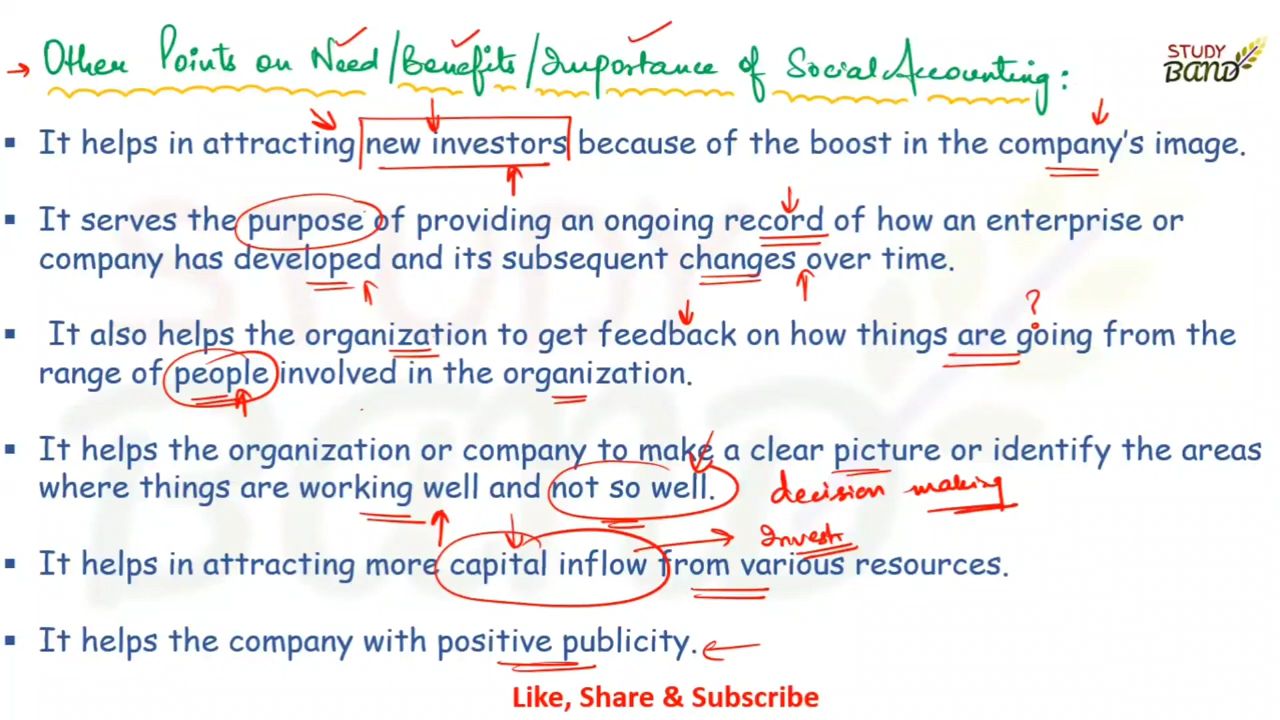 → Other Points on Need/Benefits/Importance of Social Accounting:
STUDY
BAND
▪ It helps in attracting new investors because of the boost in the company's image.
▪ It serves the purpose of providing an ongoing record of how an enterprise or
company has developed and its subsequent changes over time.
?
▪ It also helps the organization to get feedback on how things are going from the
range of people involved in the organization.
▪ It helps the organization or company to make a clear picture or identify the areas
where things are working well and not so well. decision making
Invest
▪ It helps in attracting more capital inflow from various resources.
▪ It helps the company with positive publicity.
Like, Share & Subscribe